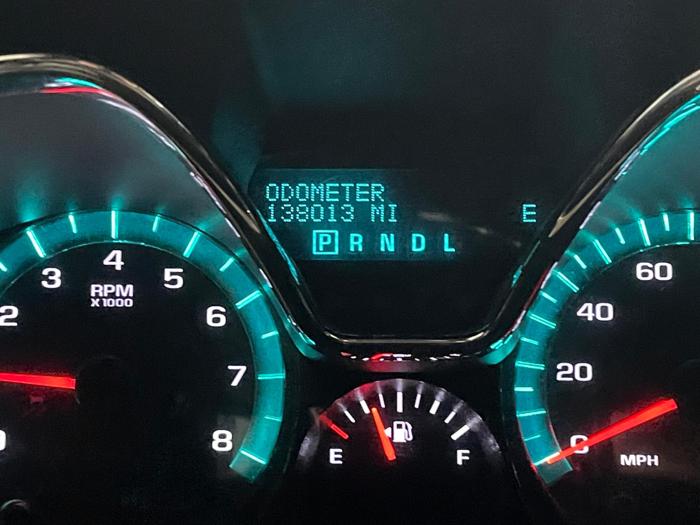 ODOMETER
138013 MI E
P R N D L
2 3 4 5 6 7 8
RPM
X1000
E F
0 20 40 60
MPH